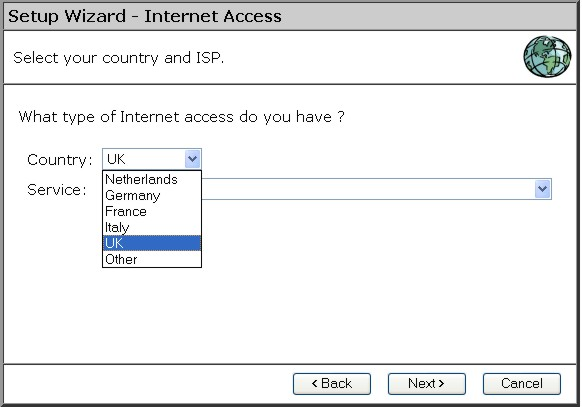 Setup Wizard - Internet Access
Select your country and ISP.
What type of Internet access do you have ?
Country: UK
Service:
Netherlands
Germany
France
Italy
UK
Other
< Back Next > Cancel